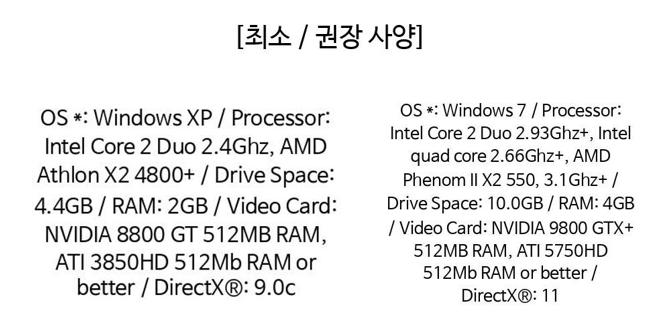 [최소 / 권장 사양]
OS *: Windows XP / Processor:
Intel Core 2 Duo 2.4Ghz, AMD
Athlon X2 4800+ / Drive Space:
4.4GB / RAM: 2GB / Video Card:
NVIDIA 8800 GT 512MB RAM,
ATI 3850HD 512Mb RAM or
better / DirectX®: 9.0c
OS *: Windows 7 / Processor:
Intel Core 2 Duo 2.93Ghz+, Intel
quad core 2.66Ghz+, AMD
Phenom II X2 550, 3.1Ghz+ /
Drive Space: 10.0GB / RAM: 4GB
/ Video Card: NVIDIA 9800 GTX+
512MB RAM, ATI 5750HD
512Mb RAM or better /
DirectX®: 11